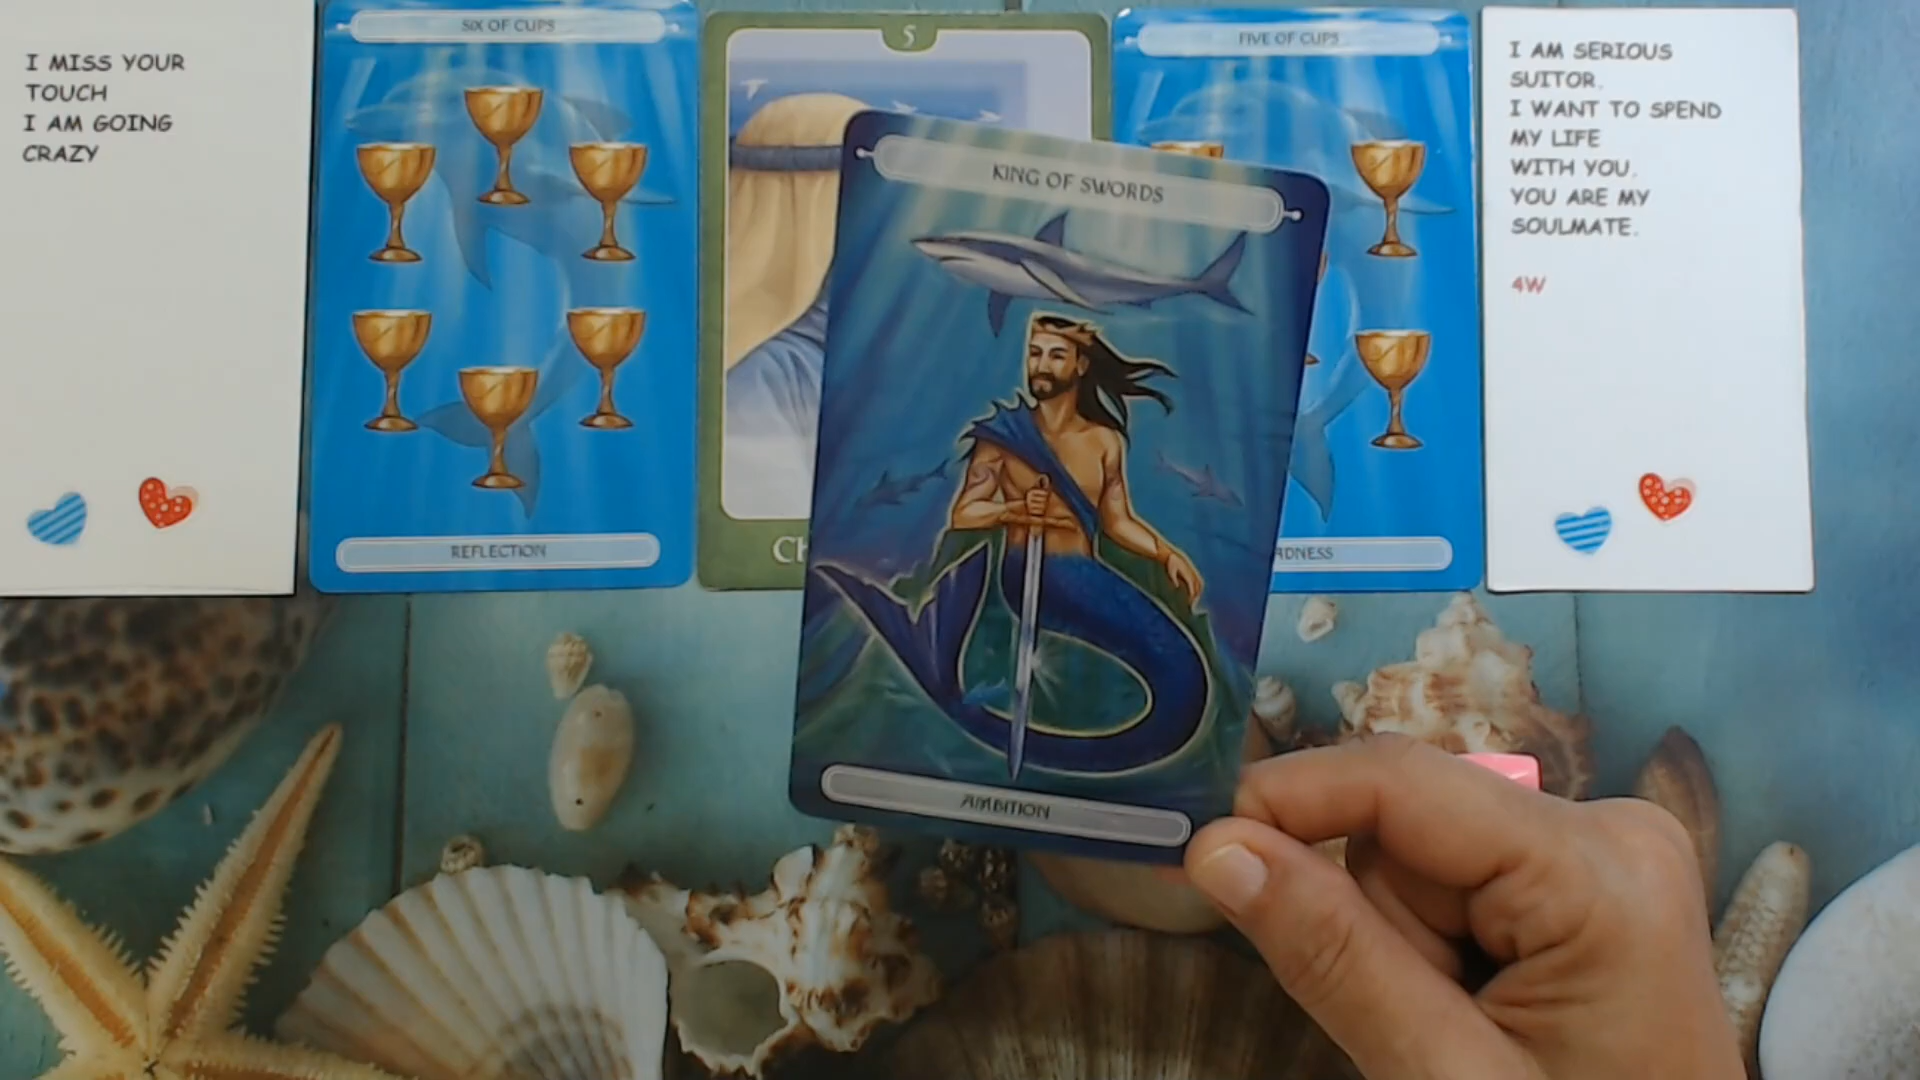 I MISS YOUR
TOUCH
I AM GOING
CRAZY
SIX OF CUPS
REFLECTION
5
KING OF SWORDS
AMBITION
FIVE OF CUPS
I AM SERIOUS
SUITOR.
I WANT TO SPEND
MY LIFE
WITH YOU.
YOU ARE MY
SOULMATE.
4W